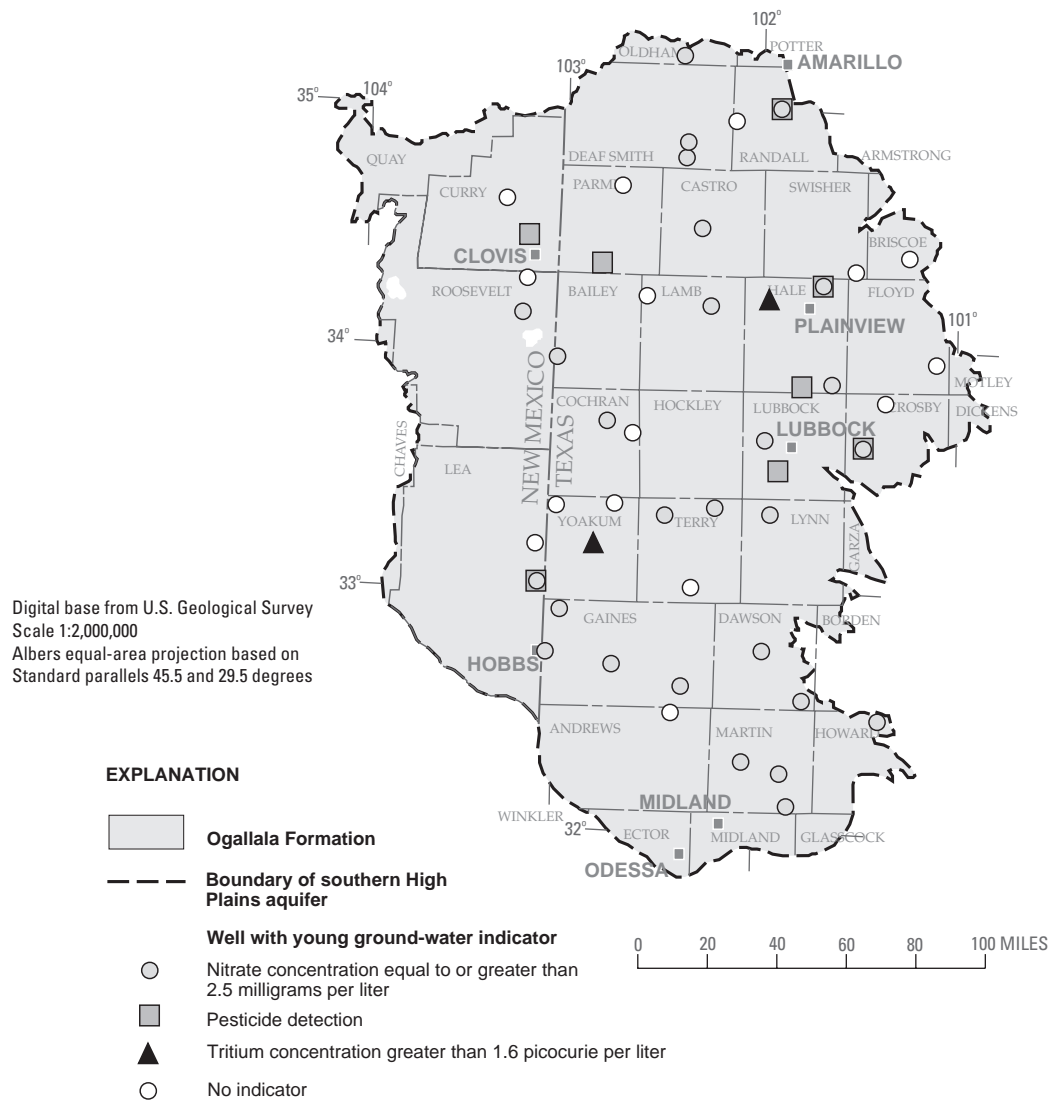 102°
POTTER
OLDHAM
AMARILLO
103°
35°
104°
QUAY
DEAF SMITH
RANDALL
ARMSTRONG
CURRY
CASTRO
SWISHER
BRISCOE
CLOVIS
ROOSEVELT
BAILEY
LAMB
HALE
FLOYD
PLAINVIEW
101°
34°
MOTLEY
COCHRAN
HOCKLEY
LUBBOCK
CROSBY
DICKENS
LUBBOCK
NEW MEXICO
TEXAS
CHAVES
LEA
YOAKUM
TERRY
LYNN
GARZA
33°
GAINES
DAWSON
BORDEN
HOBBS
ANDREWS
MARTIN
HOWARD
WINKLER
MIDLAND
32°
ECTOR
MIDLAND
GLASSCOCK
ODESSA
Digital base from U.S. Geological Survey
Scale 1:2,000,000
Albers equal-area projection based on
Standard parallels 45.5 and 29.5 degrees
EXPLANATION
Ogallala Formation
Boundary of southern High
Plains aquifer
Well with young ground-water indicator
Nitrate concentration equal to or greater than
2.5 milligrams per liter
Pesticide detection
Tritium concentration greater than 1.6 picocurie per liter
No indicator
0 20 40 60 80 100 MILES